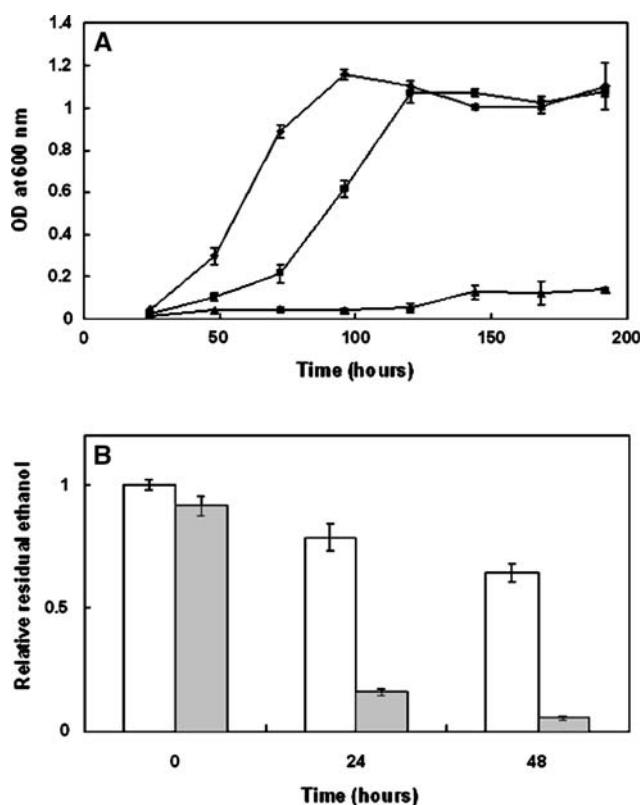 A
1.4
1.2
1
0.8
0.6
0.4
0.2
0
OD at 600 nm
0 50 100 150 200
Time (hours)
B
1
0.5
0
Relative residual ethanol
0 24 48
Time (hours)